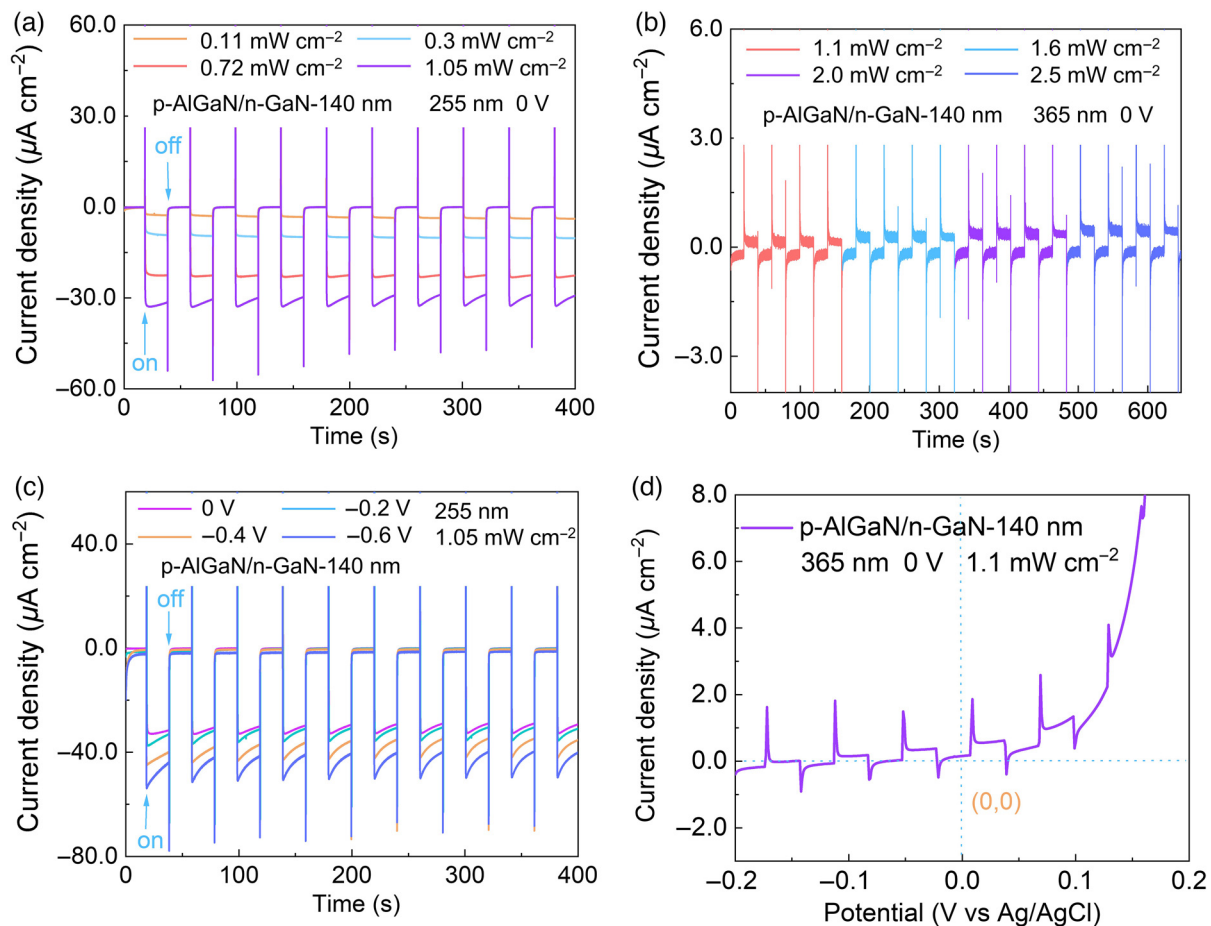 (a)
60.0
30.0
0.0
−30.0
−60.0
Current density (μA cm⁻²)
0.11 mW cm⁻² 0.3 mW cm⁻²
0.72 mW cm⁻² 1.05 mW cm⁻²
p-AlGaN/n-GaN-140 nm 255 nm 0 V
off
on
0 100 200 300 400
Time (s)
(b)
6.0
3.0
0.0
−3.0
Current density (μA cm⁻²)
1.1 mW cm⁻² 1.6 mW cm⁻²
2.0 mW cm⁻² 2.5 mW cm⁻²
p-AlGaN/n-GaN-140 nm 365 nm 0 V
0 100 200 300 400 500 600
Time (s)
(c)
40.0
0.0
−40.0
−80.0
Current density (μA cm⁻²)
0 V −0.2 V 255 nm
−0.4 V −0.6 V 1.05 mW cm⁻²
p-AlGaN/n-GaN-140 nm
off
on
0 100 200 300 400
Time (s)
(d)
8.0
6.0
4.0
2.0
0.0
−2.0
Current density (μA cm⁻²)
p-AlGaN/n-GaN-140 nm
365 nm 0 V 1.1 mW cm⁻²
(0,0)
−0.2 −0.1 0.0 0.1 0.2
Potential (V vs Ag/AgCl)